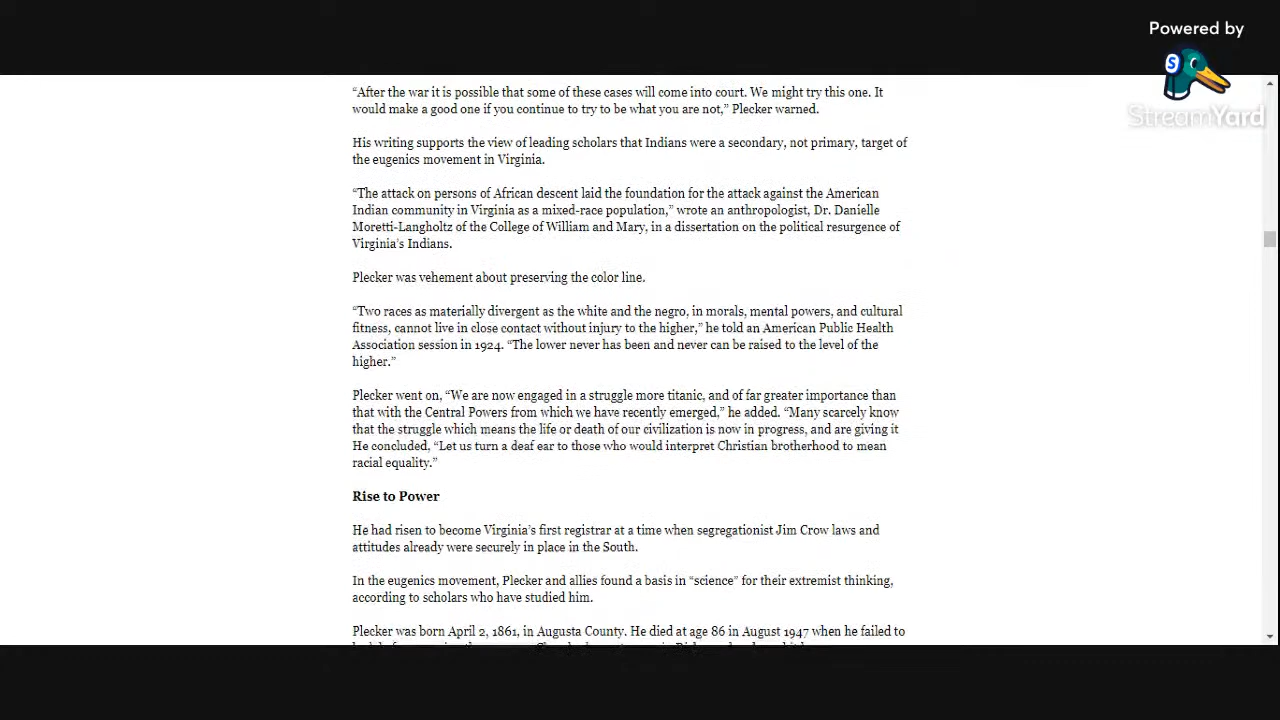 Powered by
S
StreamYard
“After the war it is possible that some of these cases will come into court. We might try this one. It
would make a good one if you continue to try to be what you are not,” Plecker warned.
His writing supports the view of leading scholars that Indians were a secondary, not primary, target of
the eugenics movement in Virginia.
“The attack on persons of African descent laid the foundation for the attack against the American
Indian community in Virginia as a mixed-race population,” wrote an anthropologist, Dr. Danielle
Moretti-Langholtz of the College of William and Mary, in a dissertation on the political resurgence of
Virginia’s Indians.
Plecker was vehement about preserving the color line.
“Two races as materially divergent as the white and the negro, in morals, mental powers, and cultural
fitness, cannot live in close contact without injury to the higher,” he told an American Public Health
Association session in 1924. “The lower never has been and never can be raised to the level of the
higher.”
Plecker went on, “We are now engaged in a struggle more titanic, and of far greater importance than
that with the Central Powers from which we have recently emerged,” he added. “Many scarcely know
that the struggle which means the life or death of our civilization is now in progress, and are giving it
He concluded, “Let us turn a deaf ear to those who would interpret Christian brotherhood to mean
racial equality.”
Rise to Power
He had risen to become Virginia’s first registrar at a time when segregationist Jim Crow laws and
attitudes already were securely in place in the South.
In the eugenics movement, Plecker and allies found a basis in “science” for their extremist thinking,
according to scholars who have studied him.
Plecker was born April 2, 1861, in Augusta County. He died at age 86 in August 1947 when he failed to